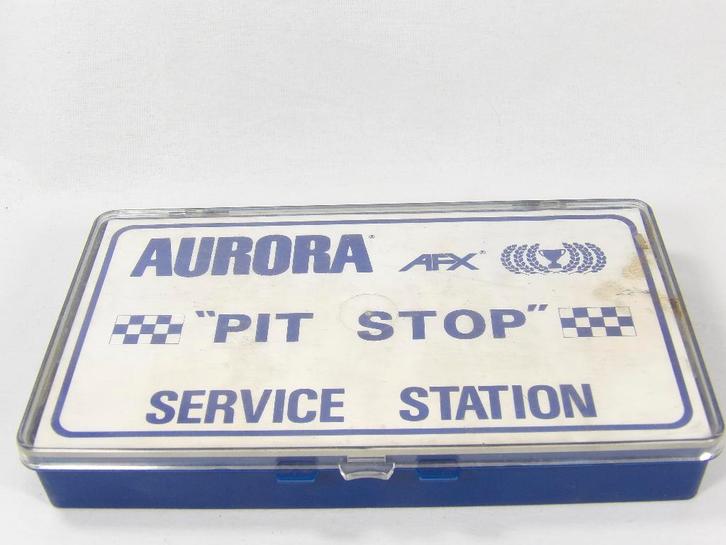 AURORA® AFX®
"PIT STOP"
SERVICE STATION